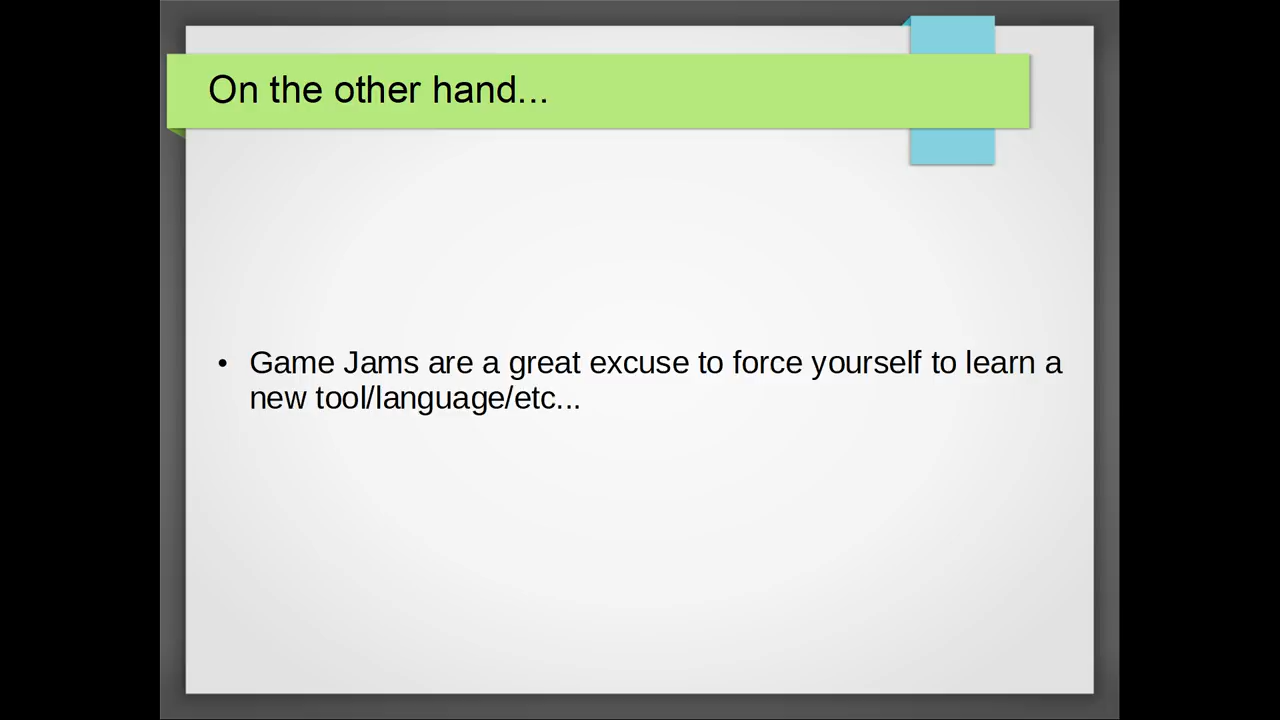 On the other hand...
• Game Jams are a great excuse to force yourself to learn a
new tool/language/etc...